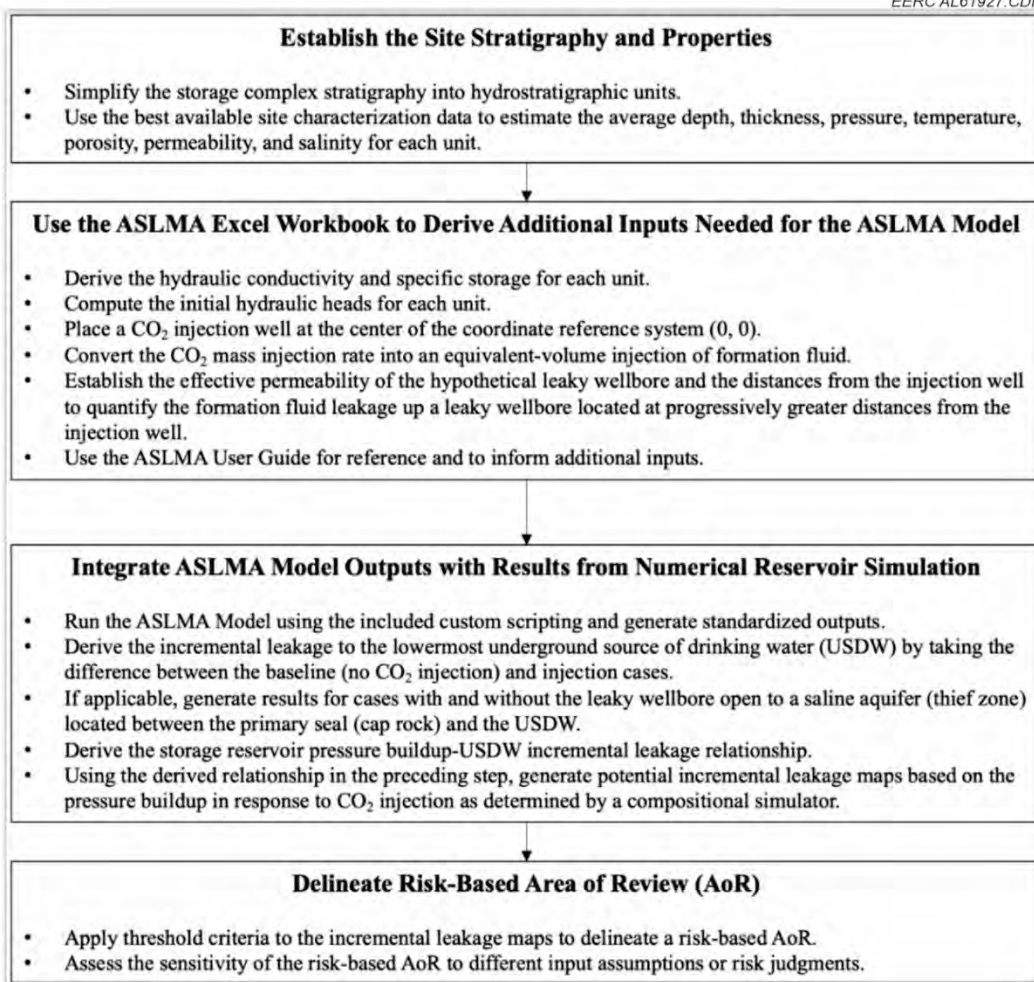 EERC AL61927.CDR
Establish the Site Stratigraphy and Properties
• Simplify the storage complex stratigraphy into hydrostratigraphic units.
• Use the best available site characterization data to estimate the average depth, thickness, pressure, temperature,
porosity, permeability, and salinity for each unit.
Use the ASLMA Excel Workbook to Derive Additional Inputs Needed for the ASLMA Model
• Derive the hydraulic conductivity and specific storage for each unit.
• Compute the initial hydraulic heads for each unit.
• Place a CO₂ injection well at the center of the coordinate reference system (0, 0).
• Convert the CO₂ mass injection rate into an equivalent-volume injection of formation fluid.
• Establish the effective permeability of the hypothetical leaky wellbore and the distances from the injection well
to quantify the formation fluid leakage up a leaky wellbore located at progressively greater distances from the
injection well.
• Use the ASLMA User Guide for reference and to inform additional inputs.
Integrate ASLMA Model Outputs with Results from Numerical Reservoir Simulation
• Run the ASLMA Model using the included custom scripting and generate standardized outputs.
• Derive the incremental leakage to the lowermost underground source of drinking water (USDW) by taking the
difference between the baseline (no CO₂ injection) and injection cases.
• If applicable, generate results for cases with and without the leaky wellbore open to a saline aquifer (thief zone)
located between the primary seal (cap rock) and the USDW.
• Derive the storage reservoir pressure buildup-USDW incremental leakage relationship.
• Using the derived relationship in the preceding step, generate potential incremental leakage maps based on the
pressure buildup in response to CO₂ injection as determined by a compositional simulator.
Delineate Risk-Based Area of Review (AoR)
• Apply threshold criteria to the incremental leakage maps to delineate a risk-based AoR.
• Assess the sensitivity of the risk-based AoR to different input assumptions or risk judgments.